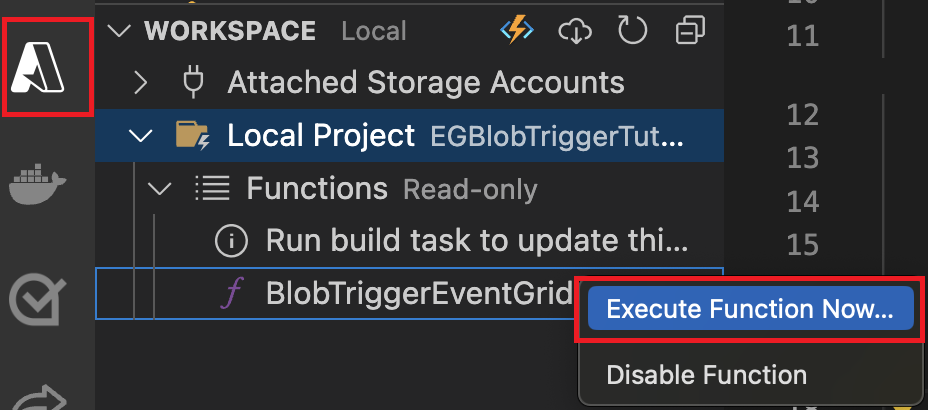 WORKSPACE Local
11
Attached Storage Accounts
12
Local Project EGBlobTriggerTut...
13
Functions Read-only
14
Run build task to update thi...
15
BlobTriggerEventGrid
Execute Function Now...
Disable Function